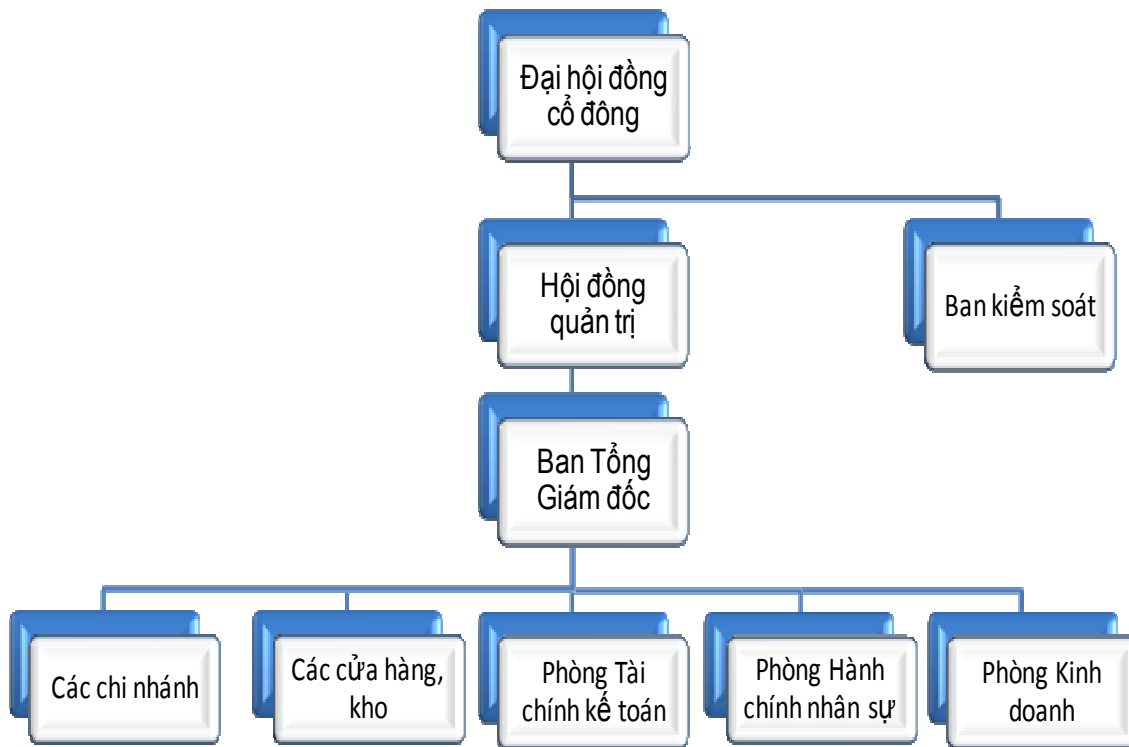 Đại hội đồng
cổ đông
Hội đồng
quản trị
Ban kiểm soát
Ban Tổng
Giám đốc
Các chi nhánh
Các cửa hàng,
kho
Phòng Tài
chính kế toán
Phòng Hành
chính nhân sự
Phòng Kinh
doanh